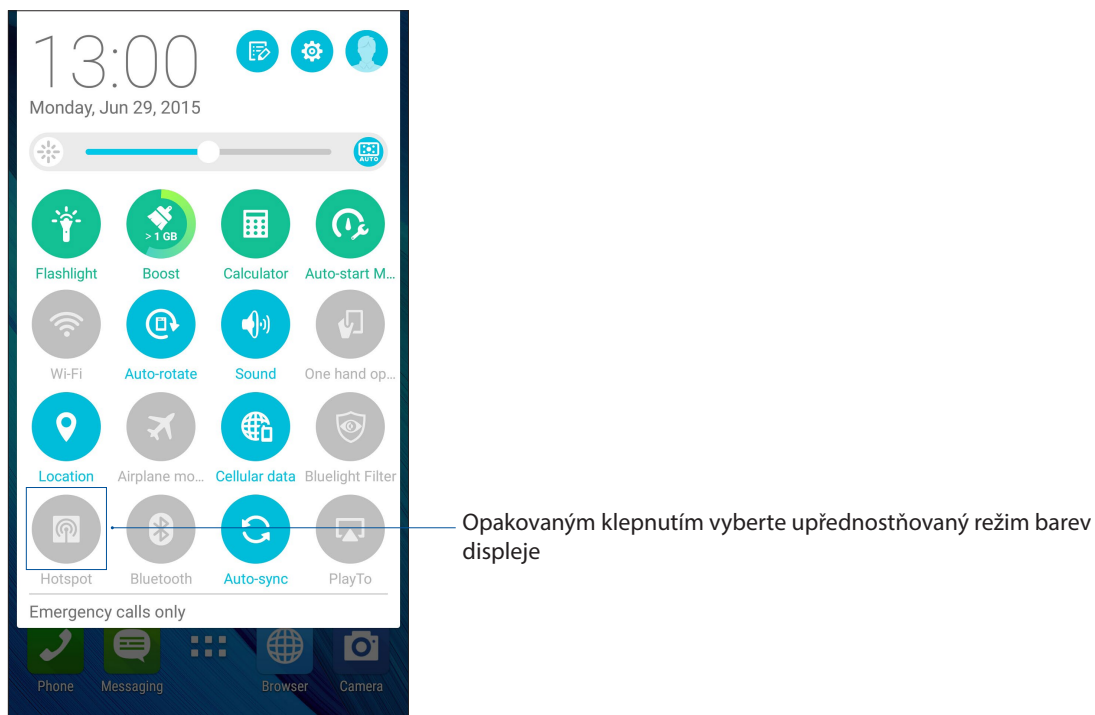 13:00
Monday, Jun 29, 2015
AUTO
> 1 GB
Flashlight Boost Calculator Auto-start M...
Wi-Fi Auto-rotate Sound One hand op...
Location Airplane mo... Cellular data Bluelight Filter
Opakovaným klepnutím vyberte upřednostňovaný režim barev
displeje
Hotspot Bluetooth Auto-sync PlayTo
Emergency calls only
Phone Messaging Browser Camera